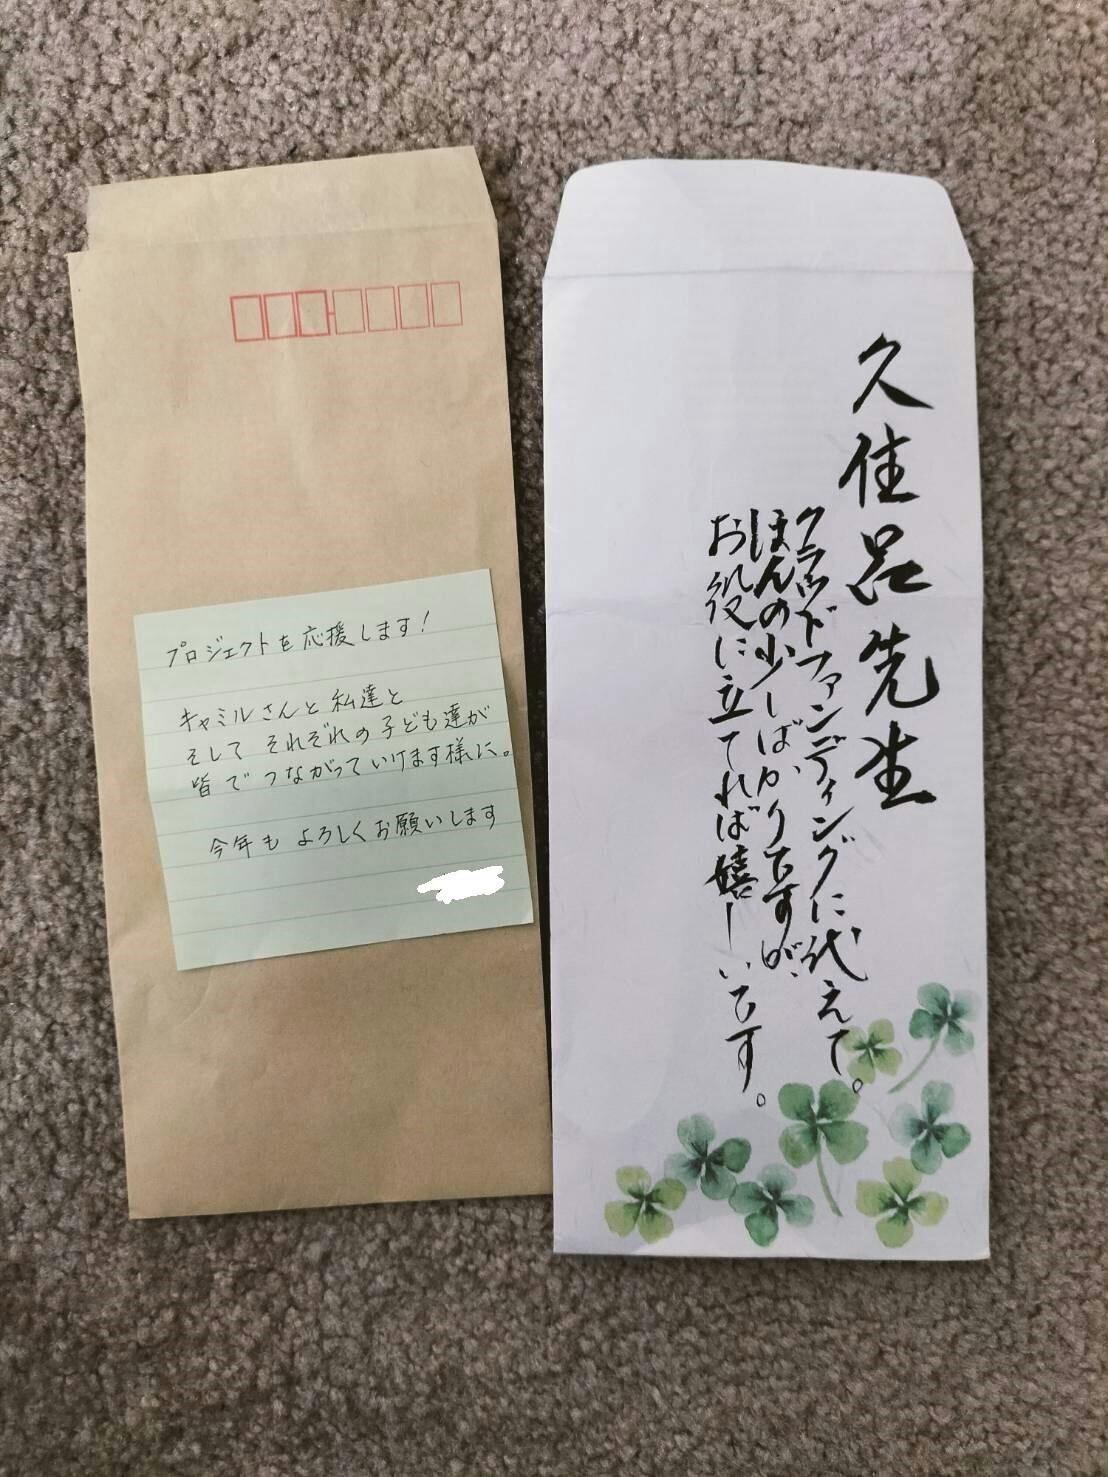 プロジェクトを応援します!
キャミルさんと私達と
そして それぞれの子ども達が
皆でつながっていけます様に。
今年も よろしくお願いします
久住品先生
クラウドファンディングに代えて。
ほんの少しばかりですが、
お役に立てれば嬉しいです。